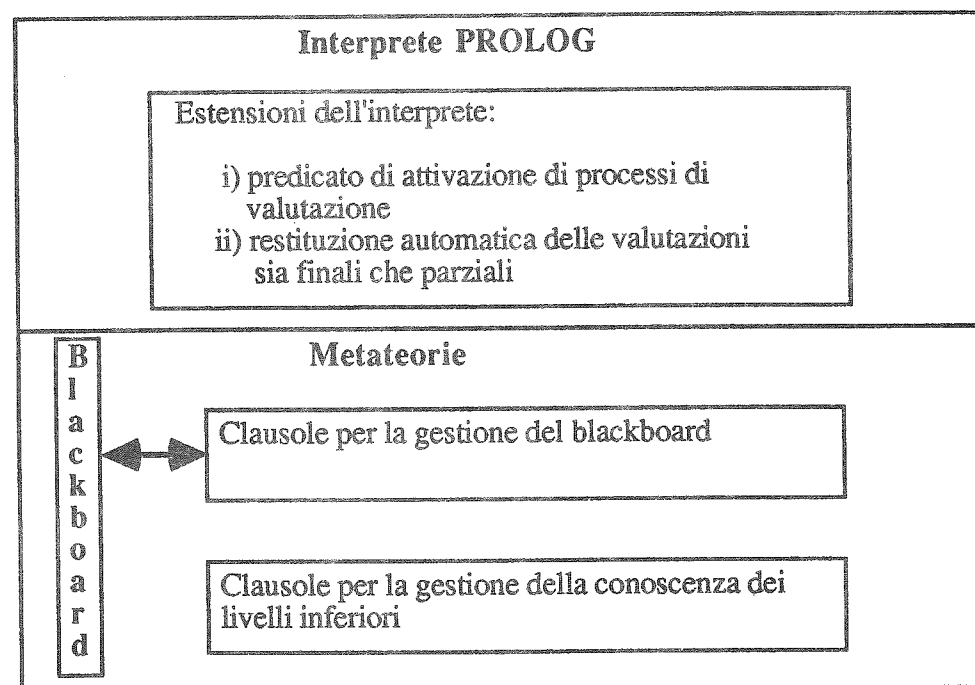 Interprete PROLOG
Estensioni dell'interprete:
i) predicato di attivazione di processi di
valutazione
ii) restituzione automatica delle valutazioni
sia finali che parziali
Metateorie
Blackboard
Clausole per la gestione del blackboard
Clausole per la gestione della conoscenza dei
livelli inferiori